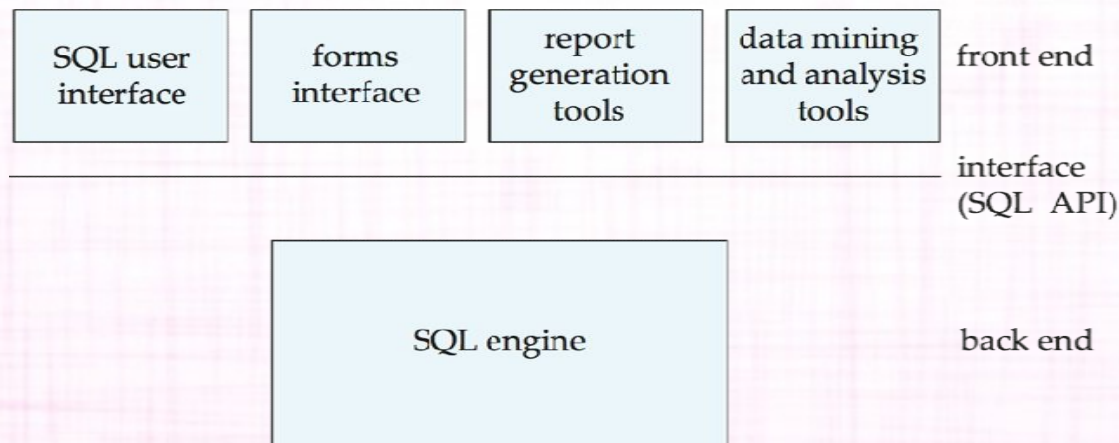 SQL user
interface
forms
interface
report
generation
tools
data mining
and analysis
tools
front end
interface
(SQL API)
SQL engine
back end